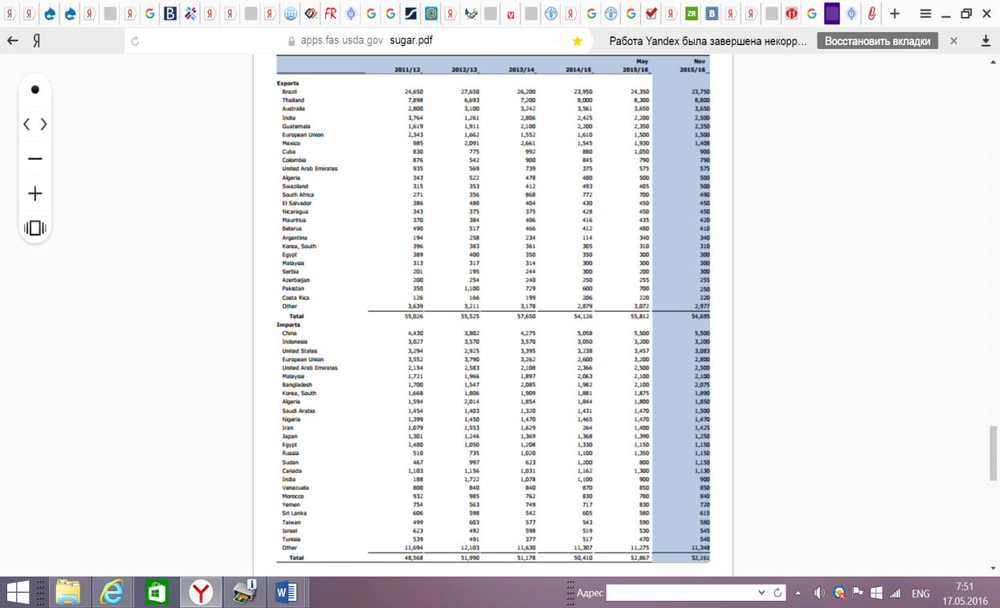 apps.fas.usda.gov sugar.pdf Работа Yandex была завершена некорр... Восстановить вкладки
May Nov
2011/12 2012/13 2013/14 2014/15 2015/16 2015/16
Exports
Brazil 24,650 27,650 26,200 23,950 24,350 23,750
Thailand 7,898 6,693 7,200 8,000 8,300 8,800
Australia 2,800 3,100 3,242 3,561 3,650 3,650
India 3,764 1,261 2,806 2,425 2,200 2,500
Guatemala 1,619 1,911 2,100 2,200 2,350 2,350
European Union 2,343 1,662 1,552 1,610 1,500 1,500
Mexico 985 2,091 2,661 1,545 1,930 1,408
Cuba 830 775 992 880 1,050 900
Colombia 876 542 900 845 790 790
United Arab Emirates 935 569 739 375 575 575
Algeria 343 522 478 480 500 500
Swaziland 315 353 412 493 405 500
South Africa 271 356 868 772 700 490
El Salvador 386 480 404 430 450 450
Nicaragua 343 375 375 428 450 450
Mauritius 370 384 406 416 435 420
Belarus 490 517 466 412 480 410
Argentina 194 258 234 114 340 340
Korea, South 396 383 361 305 310 310
Egypt 389 400 350 350 300 300
Malaysia 313 317 314 300 300 300
Serbia 201 195 244 300 200 300
Azerbaijan 200 254 240 250 255 255
Pakistan 350 1,100 729 600 700 250
Costa Rica 126 166 199 206 220 220
Other 3,639 3,211 3,178 2,879 3,072 2,977
Total 55,026 55,525 57,650 54,126 55,812 54,695
Imports
China 4,430 3,802 4,275 5,058 5,500 5,500
Indonesia 3,027 3,570 3,570 3,050 3,200 3,200
United States 3,294 2,925 3,395 3,238 3,457 3,083
European Union 3,552 3,790 3,262 2,600 3,200 2,800
United Arab Emirates 2,154 2,583 2,108 2,366 2,500 2,500
Malaysia 1,721 1,966 1,897 2,063 2,100 2,100
Bangladesh 1,700 1,547 2,085 1,982 2,100 2,075
Korea, South 1,668 1,806 1,909 1,881 1,875 1,890
Algeria 1,594 2,014 1,854 1,844 1,800 1,850
Saudi Arabia 1,454 1,403 1,320 1,431 1,470 1,500
Nigeria 1,399 1,450 1,470 1,465 1,470 1,470
Iran 1,079 1,553 1,629 264 1,400 1,425
Japan 1,301 1,246 1,369 1,368 1,390 1,250
Egypt 1,480 1,050 1,208 1,330 1,150 1,150
Russia 510 735 1,020 1,100 1,350 1,150
Sudan 467 997 623 1,200 800 1,150
Canada 1,103 1,156 1,031 1,162 1,300 1,130
India 188 1,722 1,078 1,100 900 900
Venezuela 800 840 840 870 850 850
Morocco 932 985 762 830 780 840
Yemen 754 563 749 717 830 720
Sri Lanka 606 598 542 605 580 615
Taiwan 499 603 577 543 590 580
Israel 623 492 598 519 530 545
Tunisia 539 491 377 517 470 540
Other 11,694 12,103 11,630 11,307 11,275 11,348
Total 48,568 51,990 51,178 50,410 52,867 52,161
Адрес ENG 7:51
17.05.2016